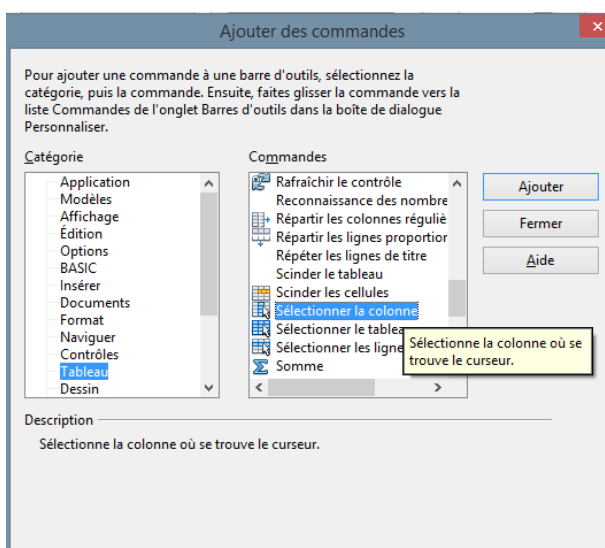 Ajouter des commandes
Pour ajouter une commande à une barre d'outils, sélectionnez la
catégorie, puis la commande. Ensuite, faites glisser la commande vers la
liste Commandes de l'onglet Barres d'outils dans la boîte de dialogue
Personnaliser.
Catégorie
Application
Modèles
Affichage
Édition
Options
BASIC
Insérer
Documents
Format
Naviguer
Contrôles
Tableau
Dessin
Commandes
Rafraîchir le contrôle
Reconnaissance des nombre
Répartir les colonnes réguliè
Répartir les lignes proportior
Répéter les lignes de titre
Scinder le tableau
Scinder les cellules
Sélectionner la colonne
Sélectionner le tablea
Sélectionner les ligne
Somme
Sélectionne la colonne où se
trouve le curseur.
Ajouter
Fermer
Aide
Description
Sélectionne la colonne où se trouve le curseur.